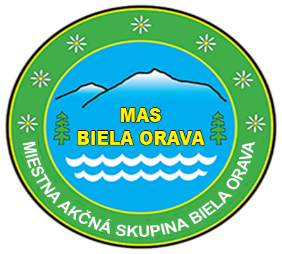 MAS
BIELA ORAVA
MIESTNA AKČNÁ SKUPINA BIELA ORAVA